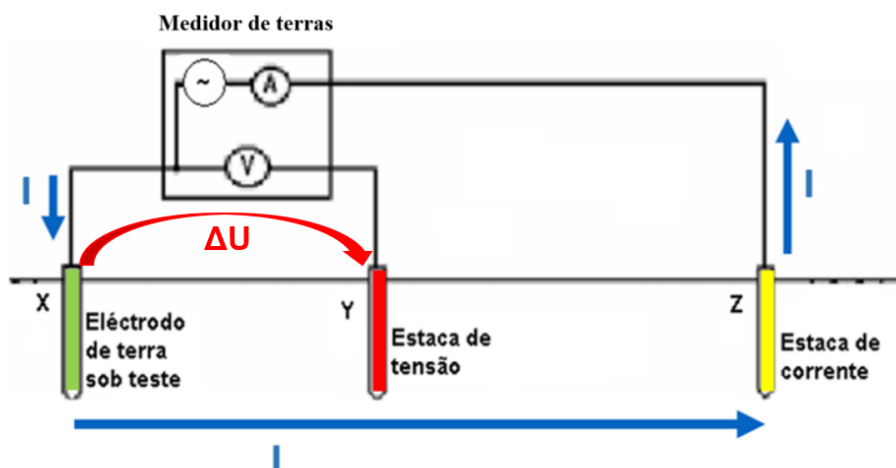 Medidor de terras
~
A
V
I
I
ΔU
X
Y
Z
Eléctrodo
de terra
sob teste
Estaca de
tensão
Estaca de
corrente
I